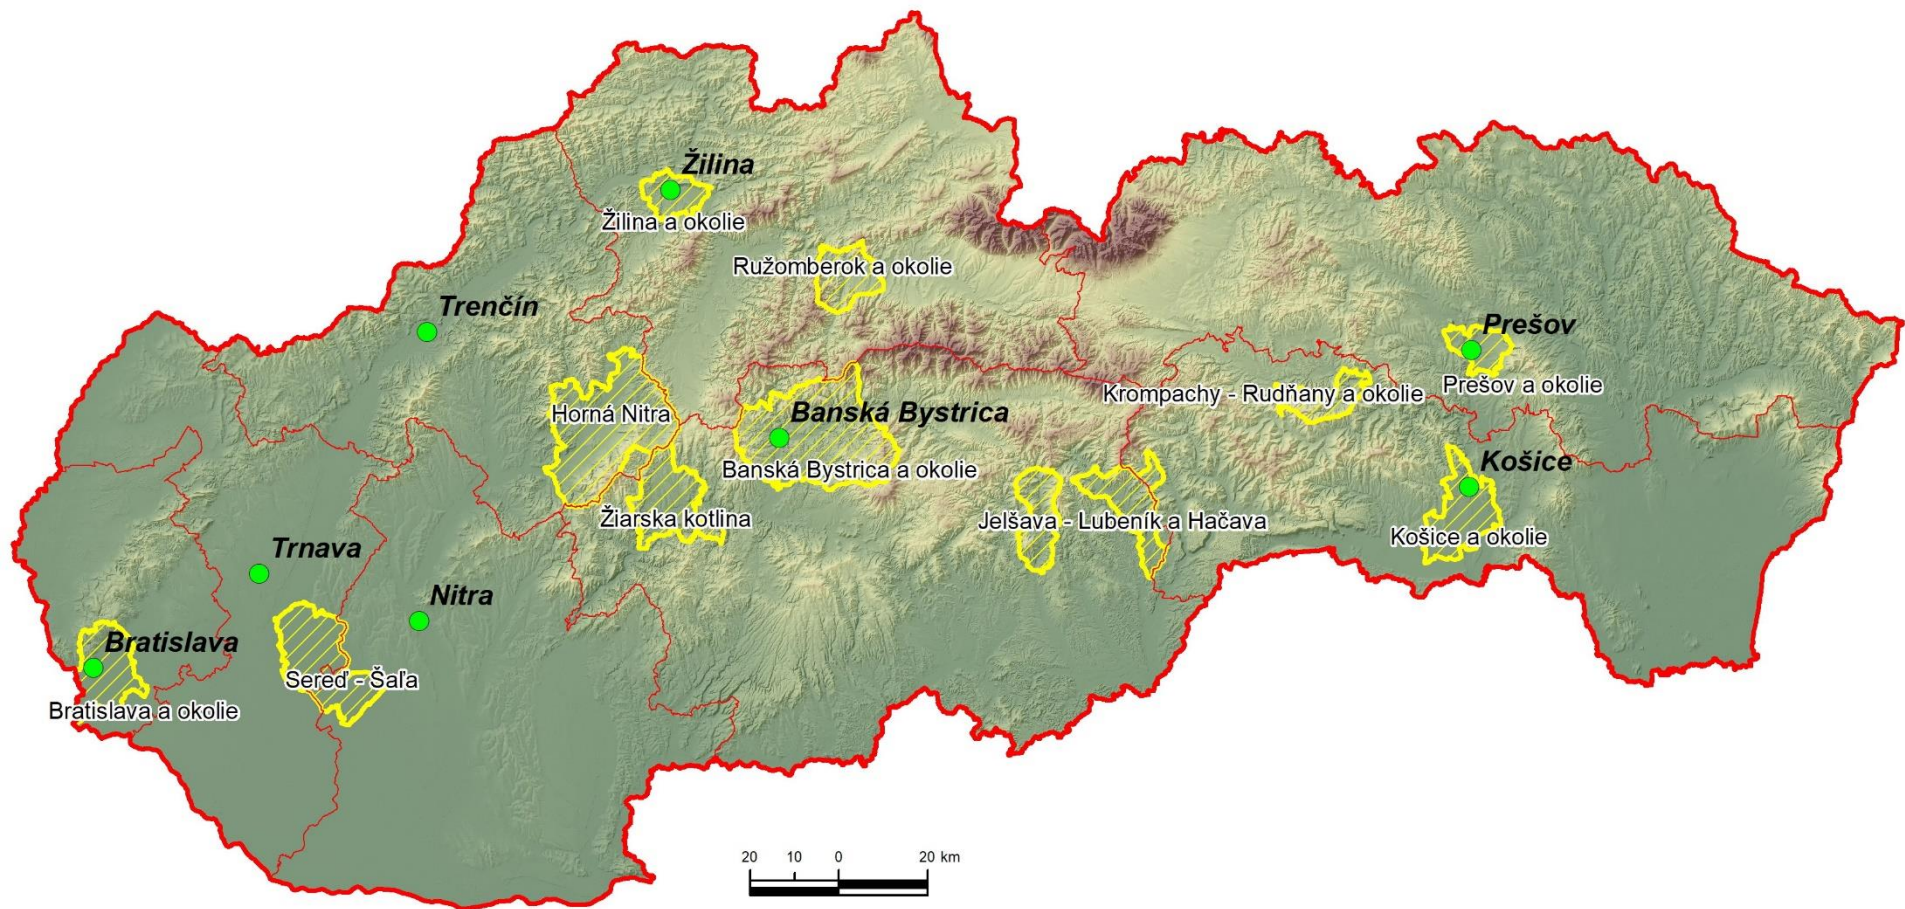 Žilina
Žilina a okolie
Ružomberok a okolie
Trenčín
Prešov
Prešov a okolie
Krompachy - Rudňany a okolie
Horná Nitra
Banská Bystrica
Banská Bystrica a okolie
Košice
Košice a okolie
Žiarska kotlina
Jelšava - Lubeník a Hačava
Trnava
Nitra
Bratislava
Bratislava a okolie
Sereď - Šaľa
20 10 0 20 km